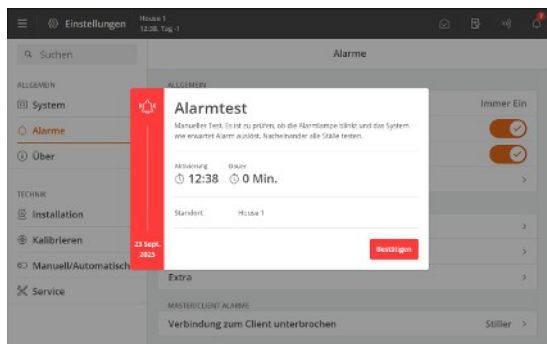 Einstellungen
House 1
12:38, Tag -1
7
Suchen
Alarme
ALLGEMEIN
System
Alarme
Über
TECHNIK
Installation
Kalibrieren
Manuell/Automatisch
Service
ALLGEMEIN
Immer Ein
Alarmtest
Manueller Test. Es ist zu prüfen, ob die Alarmlampe blinkt und das System
wie erwartet Alarm auslöst. Nacheinander alle Ställe testen.
Aktivierung
Dauer
12:38
0 Min.
Standort
House 1
23 Sept.
2025
Bestätigen
Extra
MASTER/CLIENT ALARME
Verbindung zum Client unterbrochen
Stiller